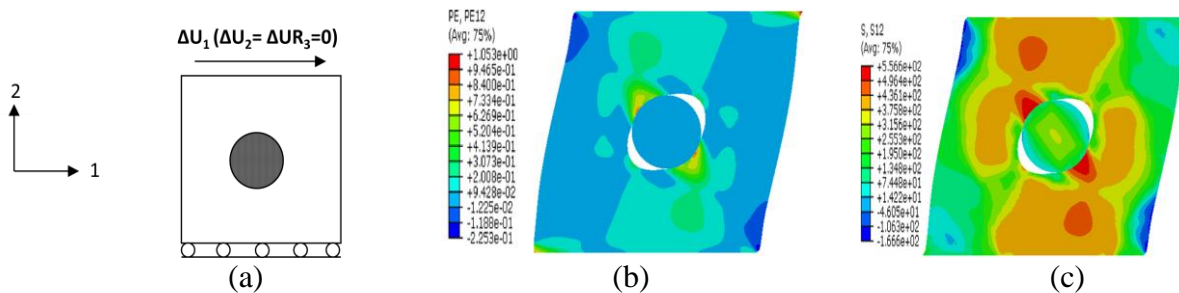 ΔU₁ (ΔU₂= ΔUR₃=0)
2
1
(a)
PE, PE12
(Avg: 75%)
+1.053e+00
+9.465e-01
+8.400e-01
+7.334e-01
+6.269e-01
+5.204e-01
+4.139e-01
+3.073e-01
+2.008e-01
+9.428e-02
-1.225e-02
-1.188e-01
-2.253e-01
(b)
S, S12
(Avg: 75%)
+5.566e+02
+4.964e+02
+4.361e+02
+3.758e+02
+3.156e+02
+2.553e+02
+1.950e+02
+1.348e+02
+7.448e+01
+1.422e+01
-4.605e+01
-1.063e+02
-1.666e+02
(c)